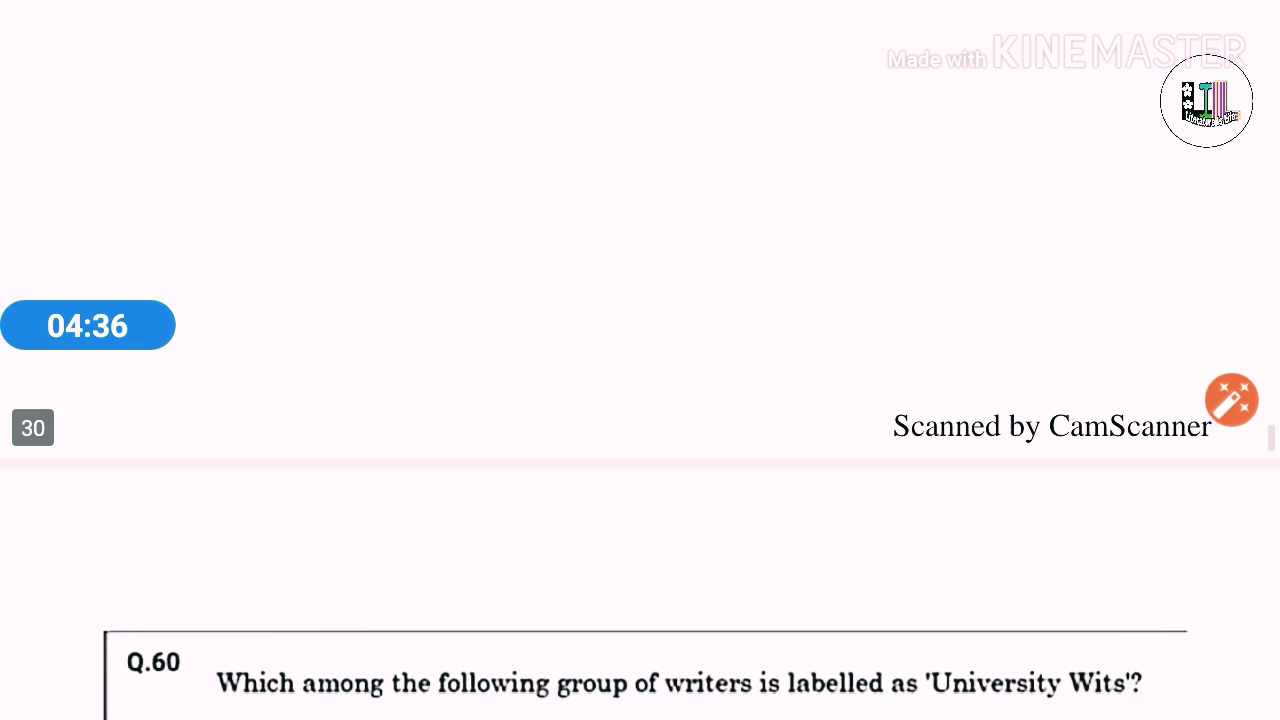 Made with KINEMASTER
04:36
30
Scanned by CamScanner
Q.60
Which among the following group of writers is labelled as 'University Wits'?